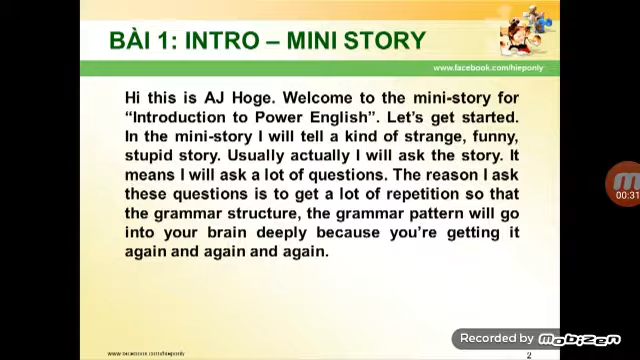 BÀI 1: INTRO – MINI STORY
www.facebook.com/hieponly
Hi this is AJ Hoge. Welcome to the mini-story for
“Introduction to Power English”. Let’s get started.
In the mini-story I will tell a kind of strange, funny,
stupid story. Usually actually I will ask the story. It
means I will ask a lot of questions. The reason I ask
these questions is to get a lot of repetition so that
the grammar structure, the grammar pattern will go
into your brain deeply because you’re getting it
again and again and again.
00:31
www.facebook.com/hieponly
2
Recorded by Mobizen